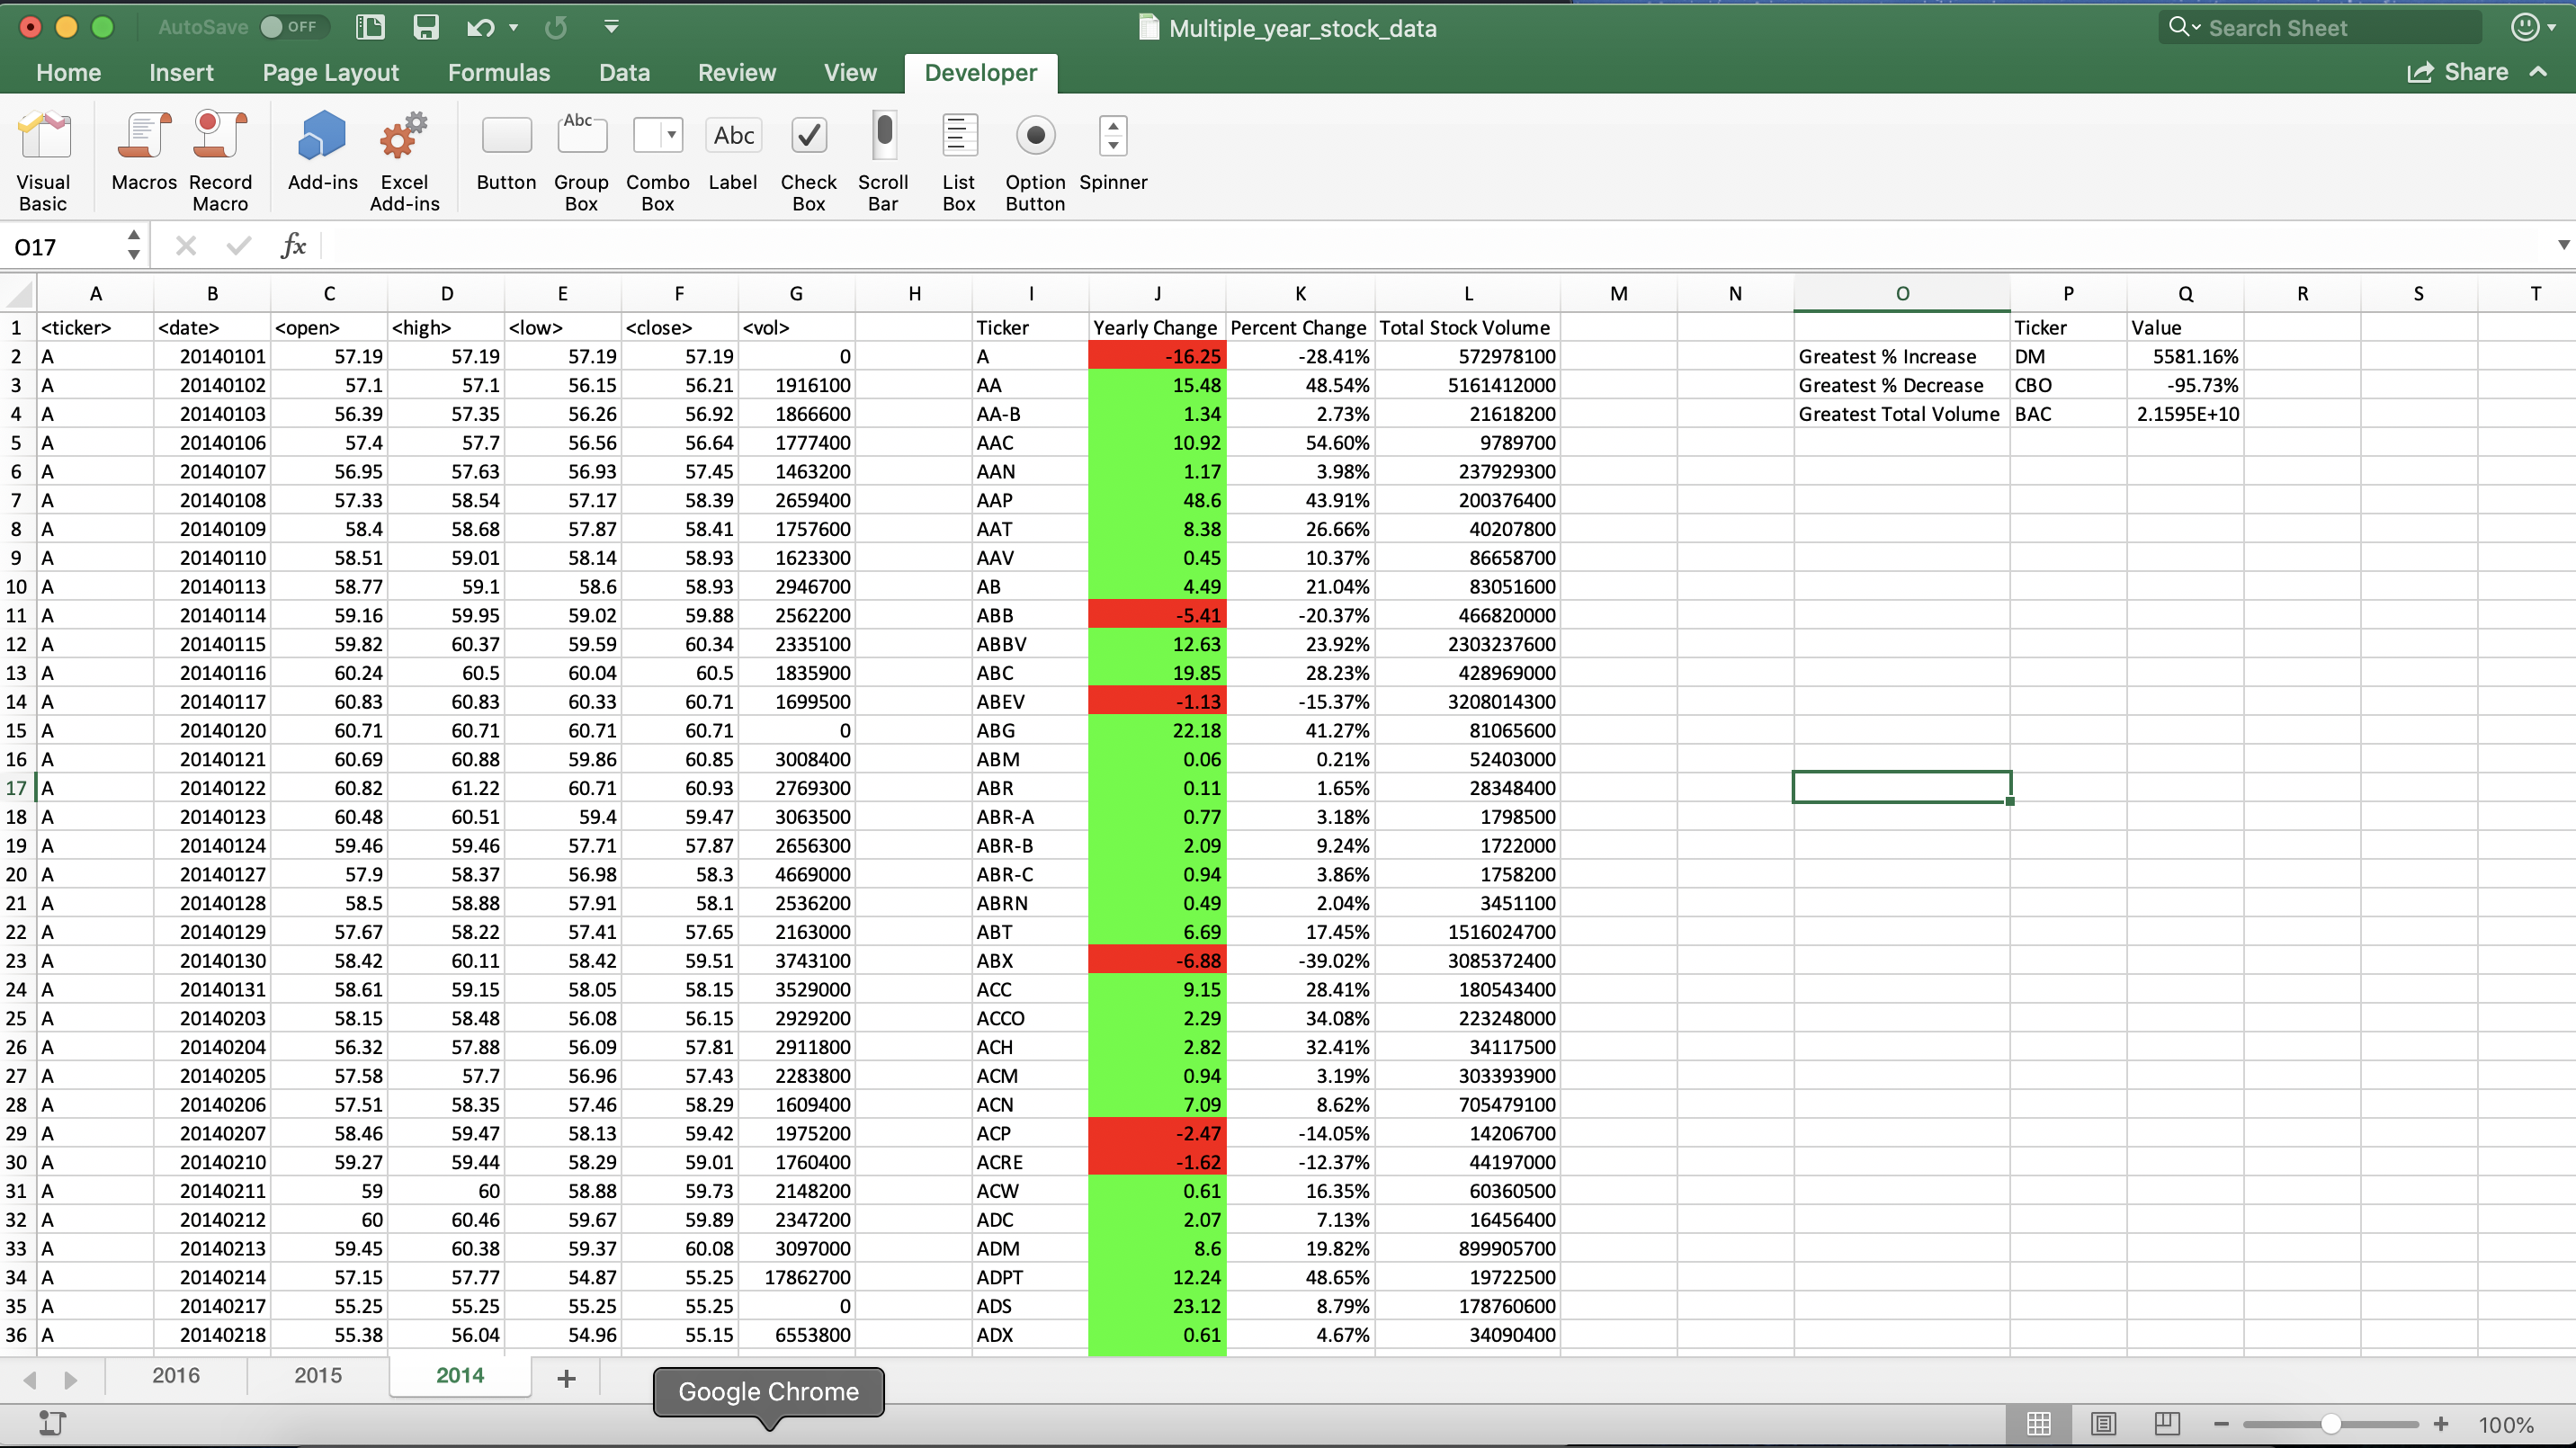 AutoSave OFF Multiple_year_stock_data Search Sheet
Home Insert Page Layout Formulas Data Review View Developer Share
Abc Abc
Visual Basic Macros Record Macro Add-ins Excel Add-ins Button Group Box Combo Box Label Check Box Scroll Bar List Box Option Button Spinner
O17 fx
A B C D E F G H I J K L M N O P Q R S T
1 <ticker> <date> <open> <high> <low> <close> <vol> Ticker Yearly Change Percent Change Total Stock Volume Ticker Value
2 A 20140101 57.19 57.19 57.19 57.19 0 A -16.25 -28.41% 572978100 Greatest % Increase DM 5581.16%
3 A 20140102 57.1 57.1 56.15 56.21 1916100 AA 15.48 48.54% 5161412000 Greatest % Decrease CBO -95.73%
4 A 20140103 56.39 57.35 56.26 56.92 1866600 AA-B 1.34 2.73% 21618200 Greatest Total Volume BAC 2.1595E+10
5 A 20140106 57.4 57.7 56.56 56.64 1777400 AAC 10.92 54.60% 9789700
6 A 20140107 56.95 57.63 56.93 57.45 1463200 AAN 1.17 3.98% 237929300
7 A 20140108 57.33 58.54 57.17 58.39 2659400 AAP 48.6 43.91% 200376400
8 A 20140109 58.4 58.68 57.87 58.41 1757600 AAT 8.38 26.66% 40207800
9 A 20140110 58.51 59.01 58.14 58.93 1623300 AAV 0.45 10.37% 86658700
10 A 20140113 58.77 59.1 58.6 58.93 2946700 AB 4.49 21.04% 83051600
11 A 20140114 59.16 59.95 59.02 59.88 2562200 ABB -5.41 -20.37% 466820000
12 A 20140115 59.82 60.37 59.59 60.34 2335100 ABBV 12.63 23.92% 2303237600
13 A 20140116 60.24 60.5 60.04 60.5 1835900 ABC 19.85 28.23% 428969000
14 A 20140117 60.83 60.83 60.33 60.71 1699500 ABEV -1.13 -15.37% 3208014300
15 A 20140120 60.71 60.71 60.71 60.71 0 ABG 22.18 41.27% 81065600
16 A 20140121 60.69 60.88 59.86 60.85 3008400 ABM 0.06 0.21% 52403000
17 A 20140122 60.82 61.22 60.71 60.93 2769300 ABR 0.11 1.65% 28348400
18 A 20140123 60.48 60.51 59.4 59.47 3063500 ABR-A 0.77 3.18% 1798500
19 A 20140124 59.46 59.46 57.71 57.87 2656300 ABR-B 2.09 9.24% 1722000
20 A 20140127 57.9 58.37 56.98 58.3 4669000 ABR-C 0.94 3.86% 1758200
21 A 20140128 58.5 58.88 57.91 58.1 2536200 ABRN 0.49 2.04% 3451100
22 A 20140129 57.67 58.22 57.41 57.65 2163000 ABT 6.69 17.45% 1516024700
23 A 20140130 58.42 60.11 58.42 59.51 3743100 ABX -6.88 -39.02% 3085372400
24 A 20140131 58.61 59.15 58.05 58.15 3529000 ACC 9.15 28.41% 180543400
25 A 20140203 58.15 58.48 56.08 56.15 2929200 ACCO 2.29 34.08% 223248000
26 A 20140204 56.32 57.88 56.09 57.81 2911800 ACH 2.82 32.41% 34117500
27 A 20140205 57.58 57.7 56.96 57.43 2283800 ACM 0.94 3.19% 303393900
28 A 20140206 57.51 58.35 57.46 58.29 1609400 ACN 7.09 8.62% 705479100
29 A 20140207 58.46 59.47 58.13 59.42 1975200 ACP -2.47 -14.05% 14206700
30 A 20140210 59.27 59.44 58.29 59.01 1760400 ACRE -1.62 -12.37% 44197000
31 A 20140211 59 60 58.88 59.73 2148200 ACW 0.61 16.35% 60360500
32 A 20140212 60 60.46 59.67 59.89 2347200 ADC 2.07 7.13% 16456400
33 A 20140213 59.45 60.38 59.37 60.08 3097000 ADM 8.6 19.82% 899905700
34 A 20140214 57.15 57.77 54.87 55.25 17862700 ADPT 12.24 48.65% 19722500
35 A 20140217 55.25 55.25 55.25 55.25 0 ADS 23.12 8.79% 178760600
36 A 20140218 55.38 56.04 54.96 55.15 6553800 ADX 0.61 4.67% 34090400
2016 2015 2014 +
Google Chrome
100%